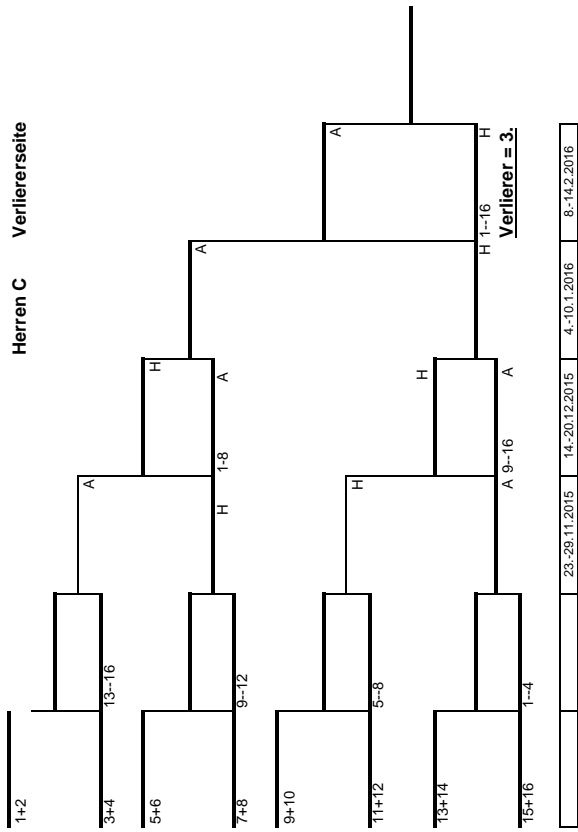 Herren C Verliererseite
1+2
3+4
13--16
5+6
7+8
9--12
9+10
11+12
5--8
13+14
15+16
1--4
A
H
1-8
H
A
H
A
9--16
H
A
A
H
1--16
A
H
Verlierer = 3.
23.-29.11.2015
14.-20.12.2015
4.-10.1.2016
8.-14.2.2016